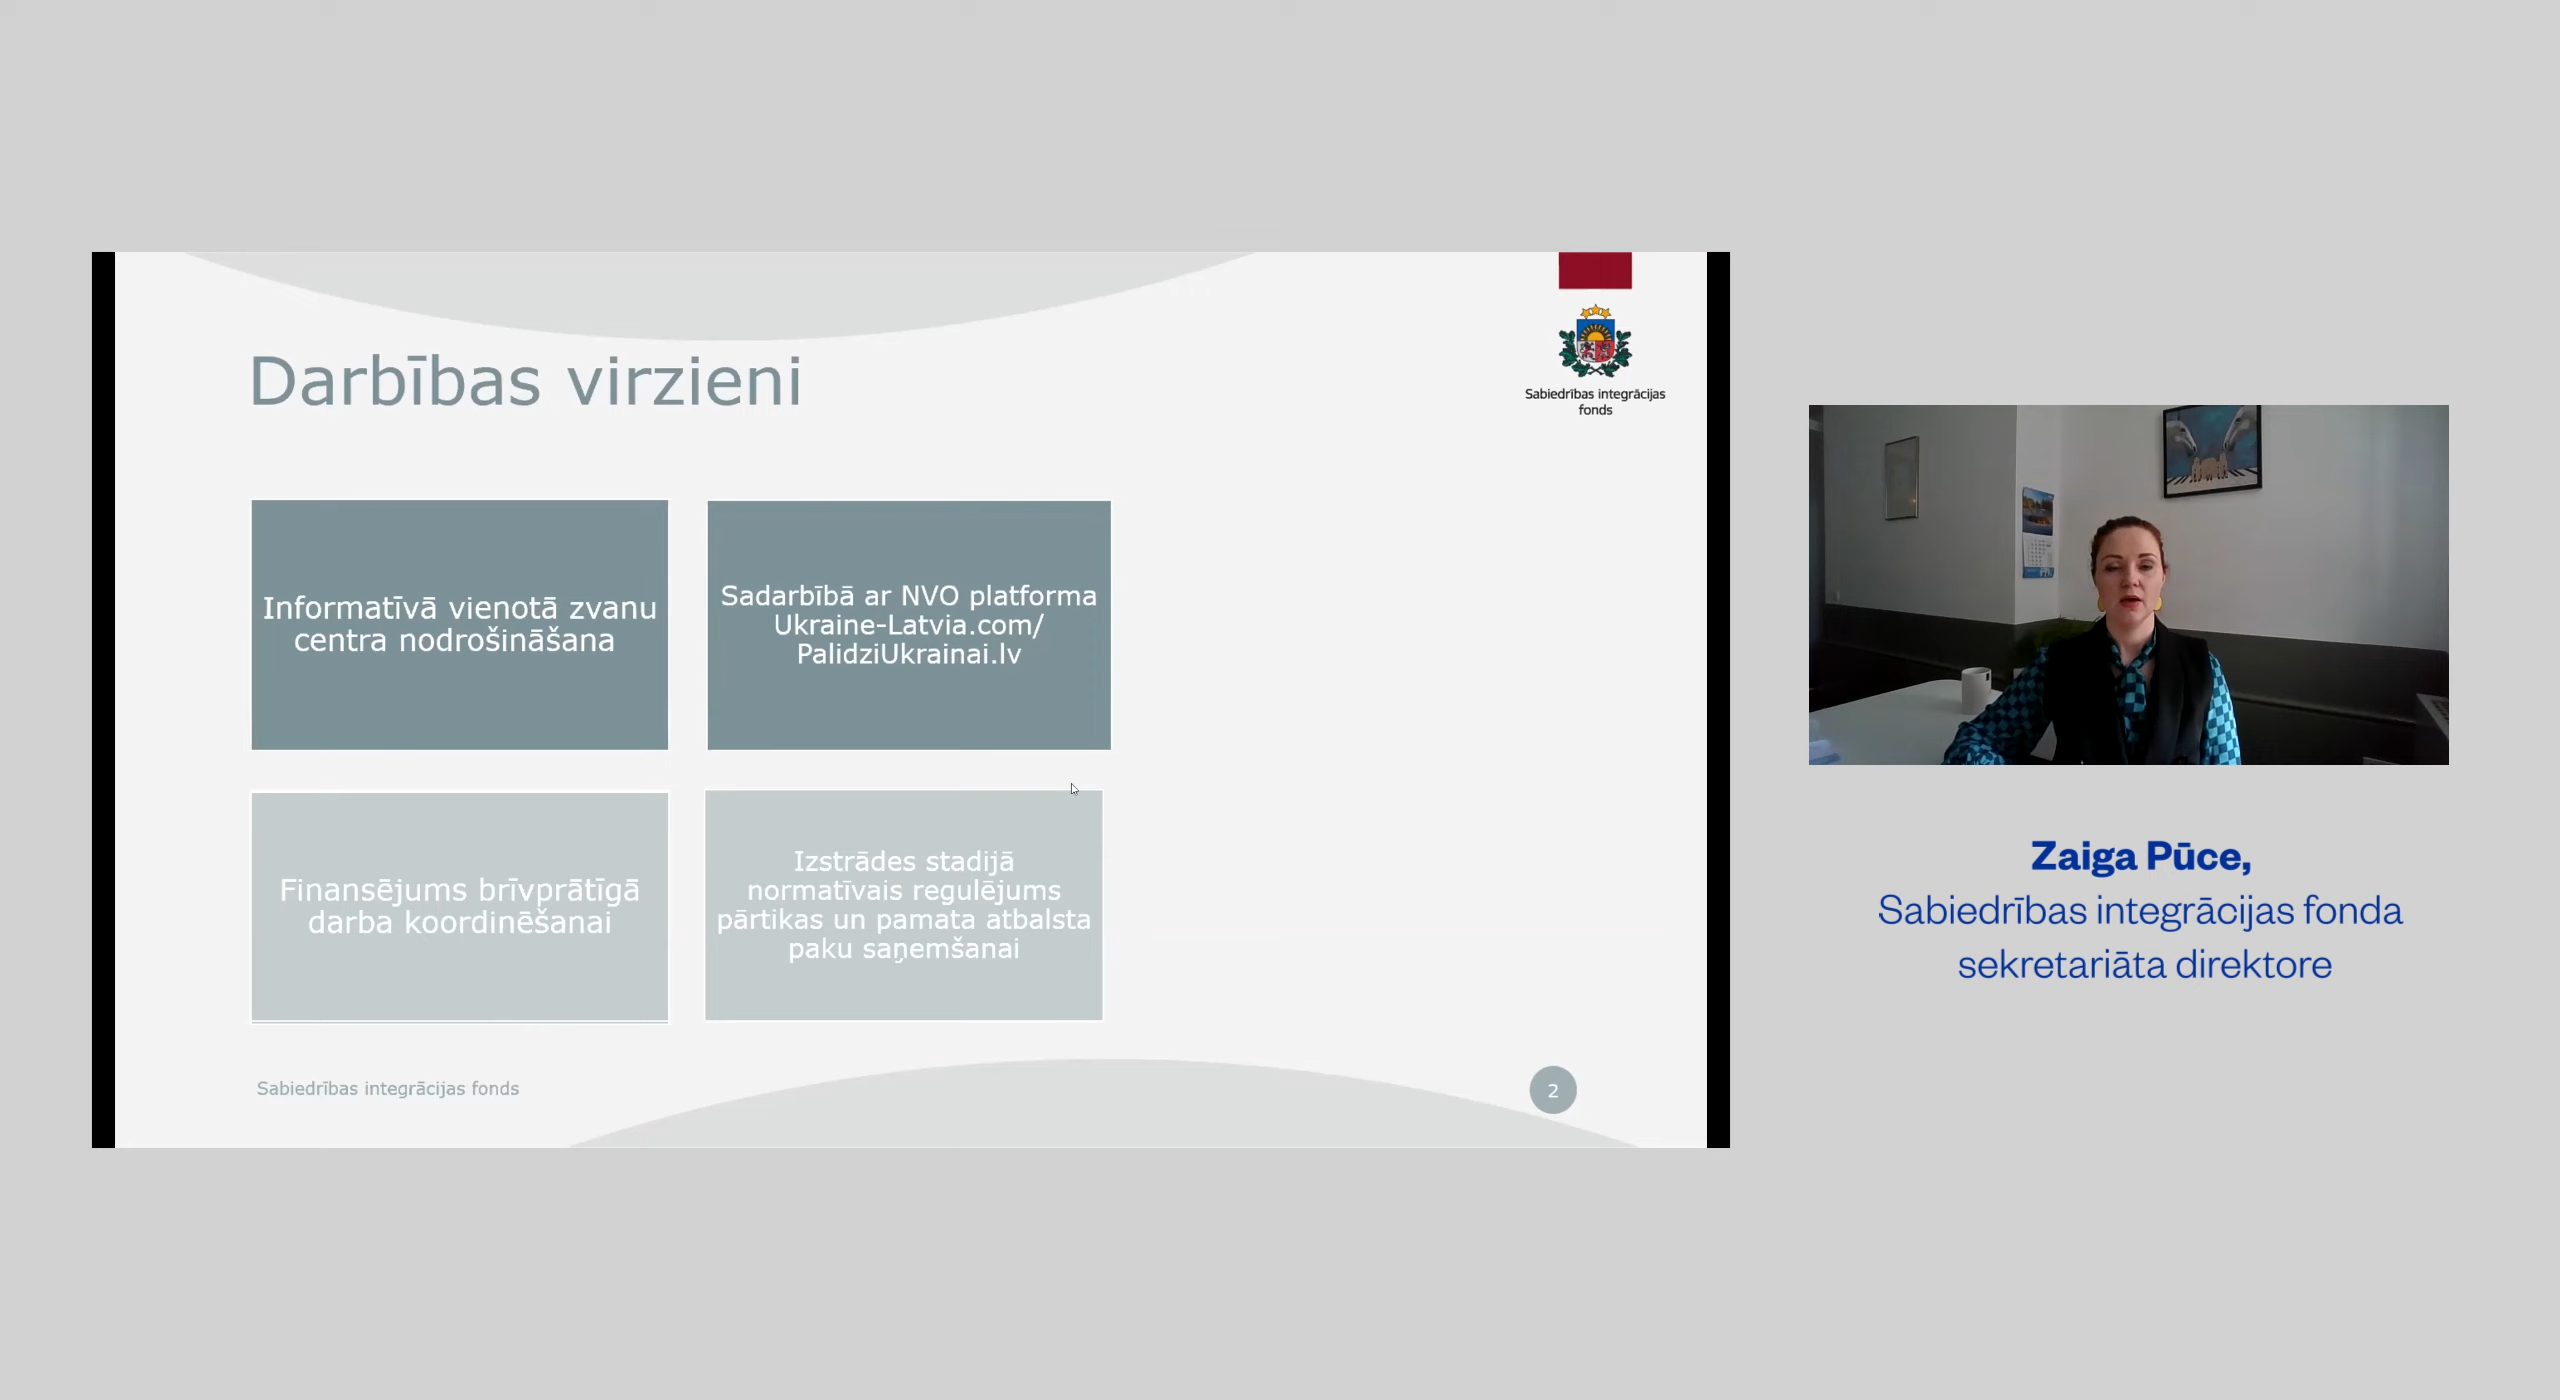 Darbības virzieni
Sabiedrības integrācijas
fonds
Informatīvā vienotā zvanu
centra nodrošināšana
Sadarbībā ar NVO platforma
Ukraine-Latvia.com/
PalidziUkrainai.lv
Finansējums brīvprātīgā
darba koordinēšanai
Izstrādes stadijā
normatīvais regulējums
pārtikas un pamata atbalsta
paku saņemšanai
Sabiedrības integrācijas fonds
2
Zaiga Pūce,
Sabiedrības integrācijas fonda
sekretariāta direktore